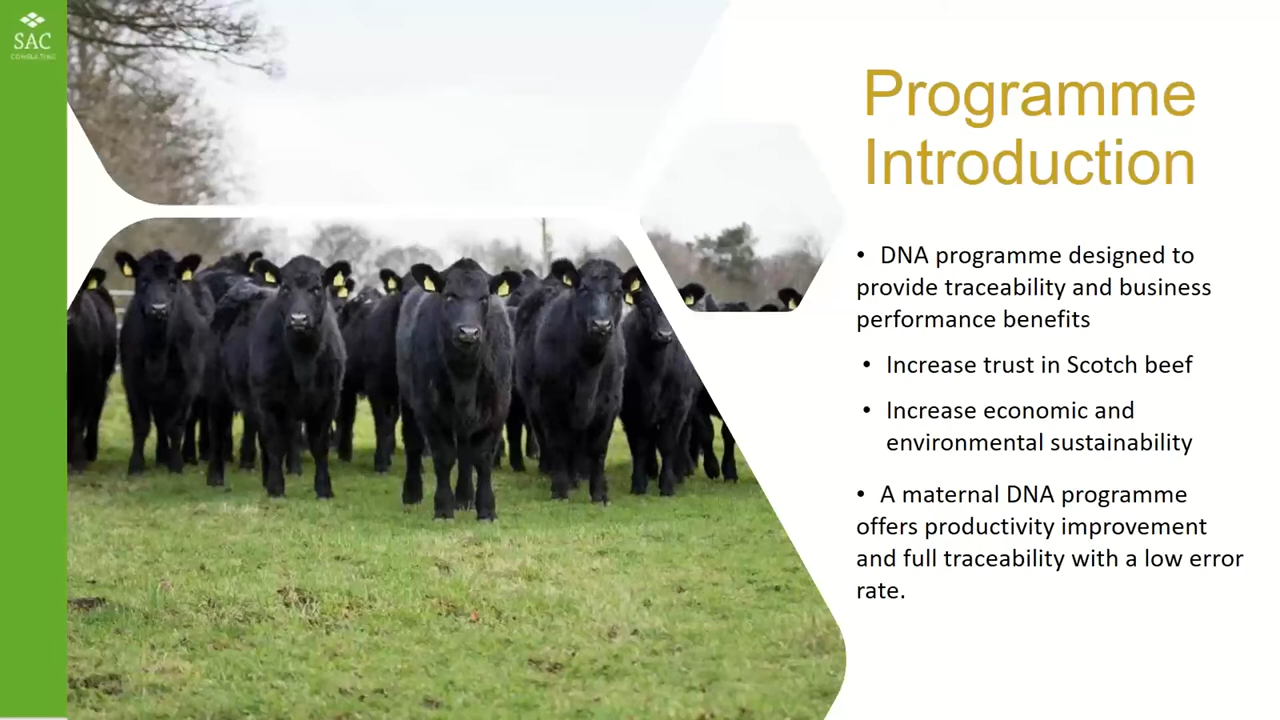 SAC
CONSULTING
Programme
Introduction
• DNA programme designed to
provide traceability and business
performance benefits
• Increase trust in Scotch beef
• Increase economic and
environmental sustainability
• A maternal DNA programme
offers productivity improvement
and full traceability with a low error
rate.